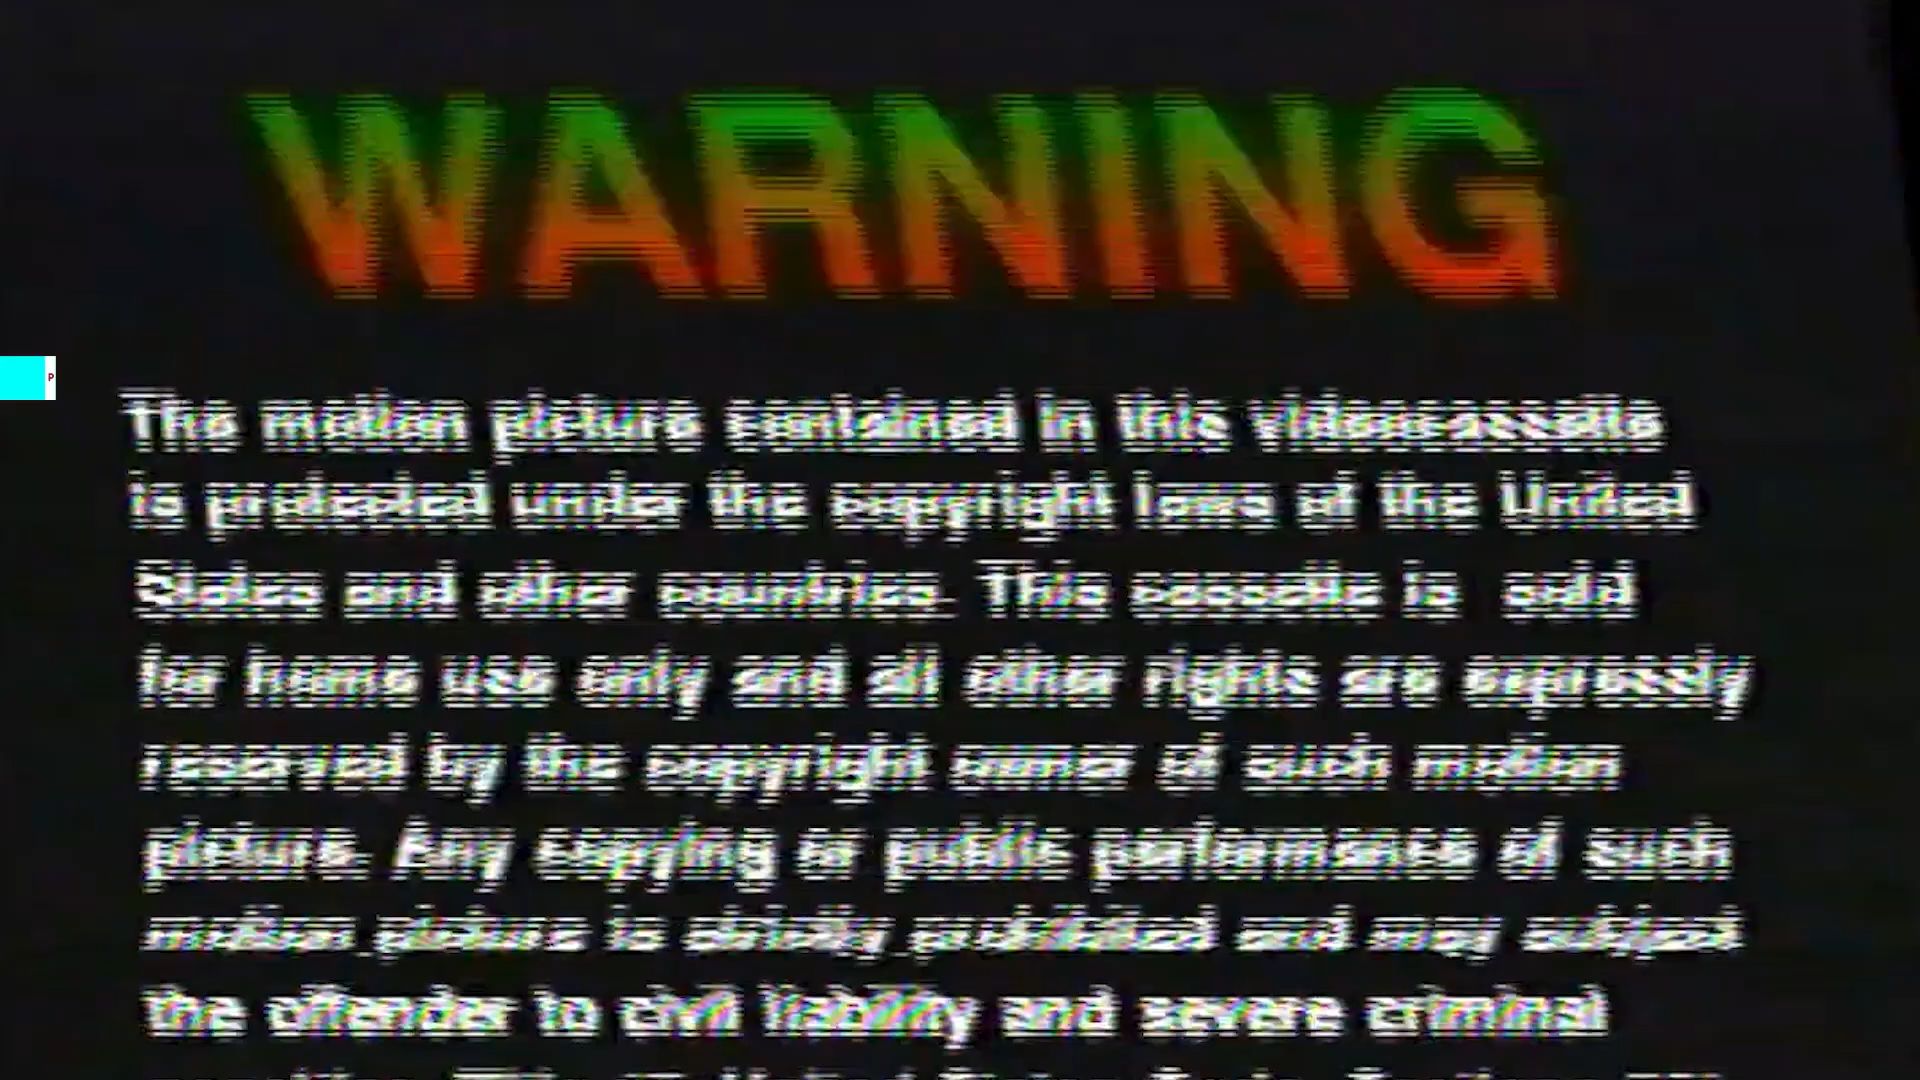 WARNING
P
The motion picture contained in this videocassette
is protected under the copyright laws of the United
States and other countries. This cassette is sold
for home use only and all other rights are expressly
reserved by the copyright owner of such motion
picture. Any copying or public performance of such
motion picture is strictly prohibited and may subject
the offender to civil liability and severe criminal